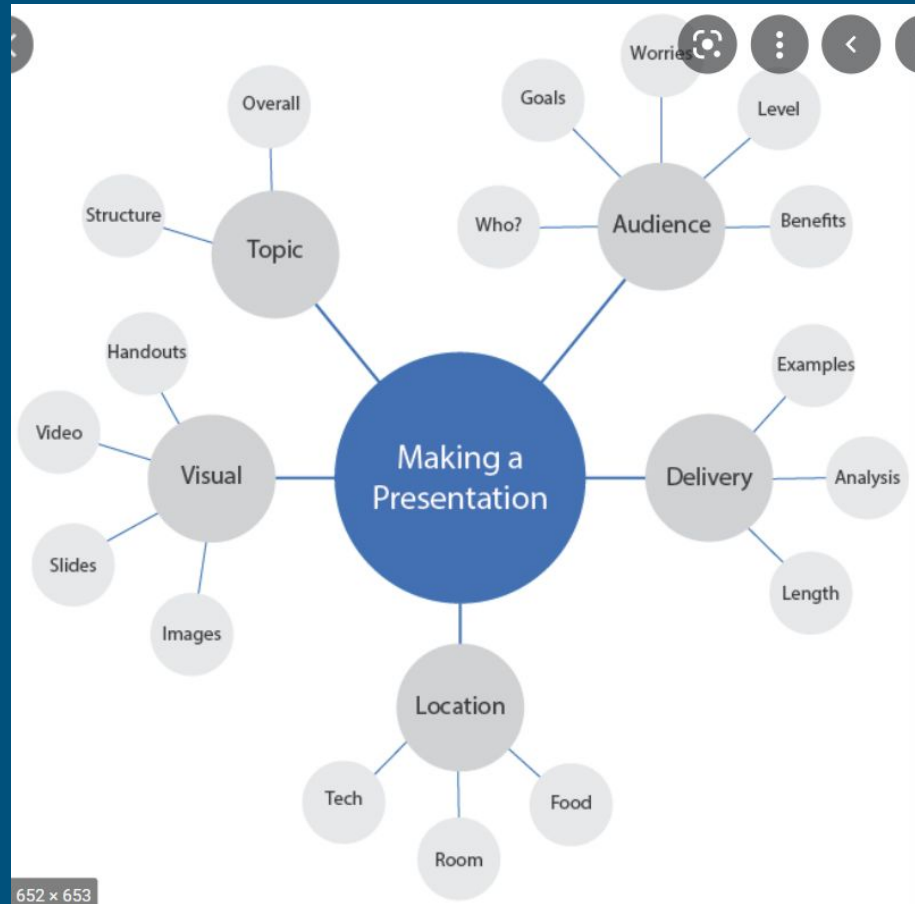 Making a
Presentation
Topic
Overall
Structure
Audience
Who?
Goals
Worries
Level
Benefits
Delivery
Examples
Analysis
Length
Location
Tech
Room
Food
Visual
Handouts
Video
Slides
Images
652 × 653